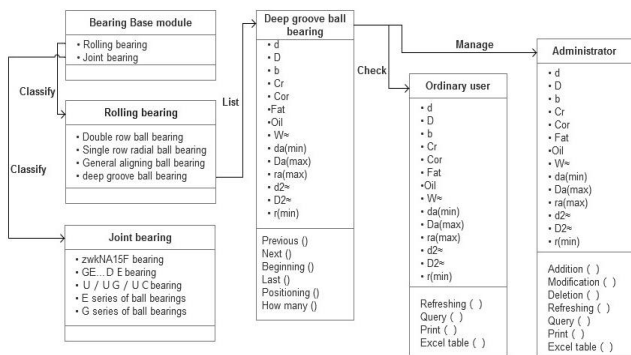 Bearing Base module
• Rolling bearing
• Joint bearing
Classify
Rolling bearing
• Double row ball bearing
• Single row radial ball bearing
• General aligning ball bearing
• deep groove ball bearing
Classify
Joint bearing
• zwkNA15F bearing
• GE...D E bearing
• U / U G / U C bearing
• E series of ball bearings
• G series of ball bearings
List
Deep groove ball
bearing
• d
• D
• b
• Cr
• Cor
•Fat
•Oil
• W≈
• da(min)
• Da(max)
• ra(max)
• d2≈
• D2≈
• r(min)
Previous ()
Next ()
Beginning ()
Last ()
Positioning ()
How many ()
Check
Ordinary user
• d
• D
• b
• Cr
• Cor
• Fat
•Oil
• W≈
• da(min)
• Da(max)
• ra(max)
• d2≈
• D2≈
• r(min)
Refreshing ( )
Query ( )
Print ( )
Excel table ( )
Manage
Administrator
• d
• D
• b
• Cr
• Cor
• Fat
•Oil
• W≈
• da(min)
• Da(max)
• ra(max)
• d2≈
• D2≈
• r(min)
Addition ( )
Modification ( )
Deletion ( )
Refreshing ( )
Query ( )
Print ( )
Excel table ( )